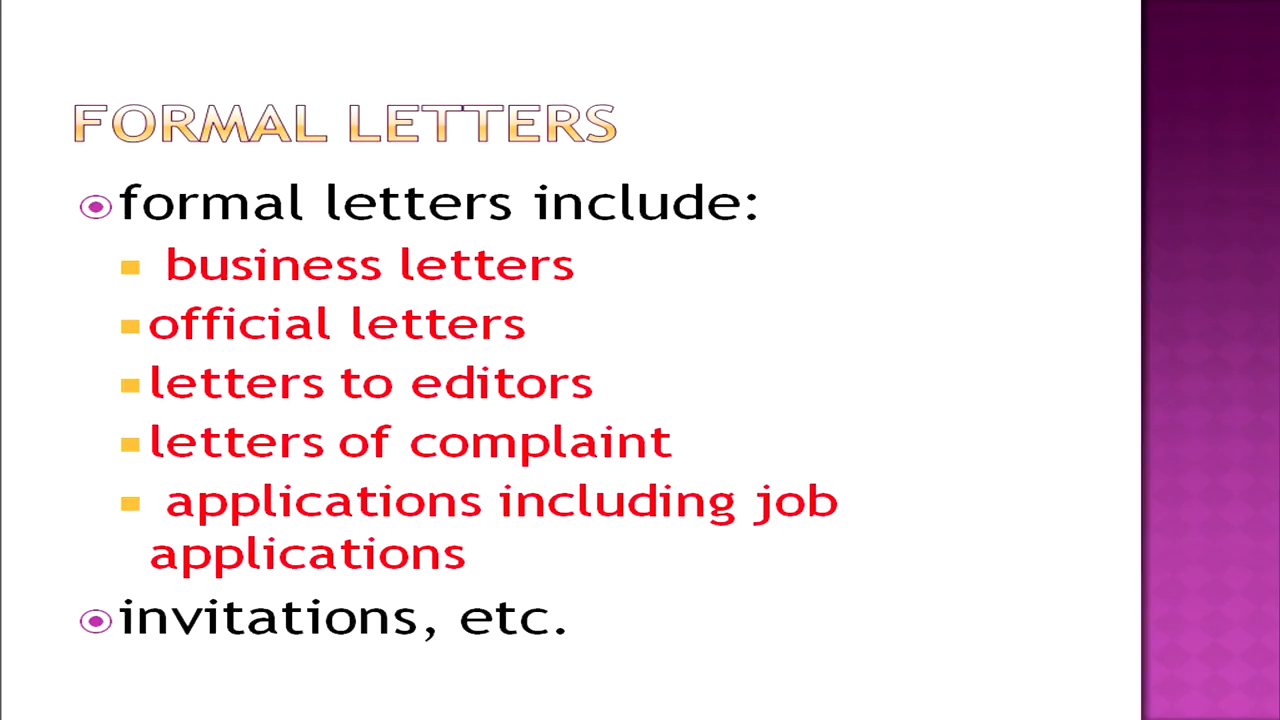 FORMAL LETTERS
formal letters include:
business letters
official letters
letters to editors
letters of complaint
applications including job
applications
invitations, etc.